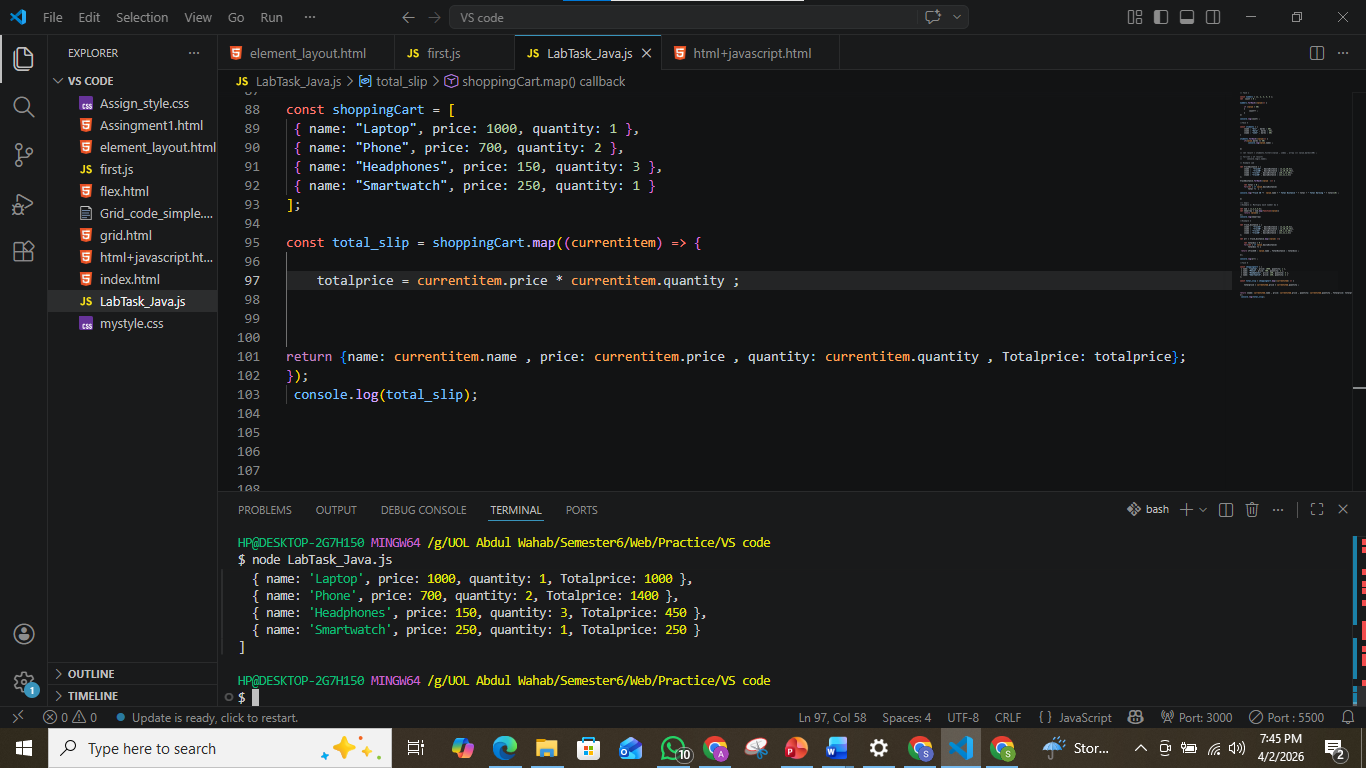 File Edit Selection View Go Run ··· VS code
EXPLORER ···
VS CODE
Assign_style.css
Assingment1.html
element_layout.html
first.js
flex.html
Grid_code_simple....
grid.html
html+javascript.ht...
index.html
LabTask_Java.js
mystyle.css
OUTLINE
TIMELINE
element_layout.html first.js LabTask_Java.js html+javascript.html
LabTask_Java.js > total_slip > shoppingCart.map() callback
88 const shoppingCart = [
89 { name: "Laptop", price: 1000, quantity: 1 },
90 { name: "Phone", price: 700, quantity: 2 },
91 { name: "Headphones", price: 150, quantity: 3 },
92 { name: "Smartwatch", price: 250, quantity: 1 }
93 ];
94
95 const total_slip = shoppingCart.map((currentitem) => {
96
97 totalprice = currentitem.price * currentitem.quantity ;
98
99
100
101 return {name: currentitem.name , price: currentitem.price , quantity: currentitem.quantity , Totalprice: totalprice};
102 });
103 console.log(total_slip);
104
105
106
107
108
PROBLEMS OUTPUT DEBUG CONSOLE TERMINAL PORTS bash
HP@DESKTOP-2G7H150 MINGW64 /g/UOL Abdul Wahab/Semester6/Web/Practice/VS code
$ node LabTask_Java.js
{ name: 'Laptop', price: 1000, quantity: 1, Totalprice: 1000 },
{ name: 'Phone', price: 700, quantity: 2, Totalprice: 1400 },
{ name: 'Headphones', price: 150, quantity: 3, Totalprice: 450 },
{ name: 'Smartwatch', price: 250, quantity: 1, Totalprice: 250 }
]
HP@DESKTOP-2G7H150 MINGW64 /g/UOL Abdul Wahab/Semester6/Web/Practice/VS code
$
0 0 Update is ready, click to restart. Ln 97, Col 58 Spaces: 4 UTF-8 CRLF {} JavaScript Port: 3000 Port : 5500
Type here to search 10 Stor... 7:45 PM
4/2/2026 2